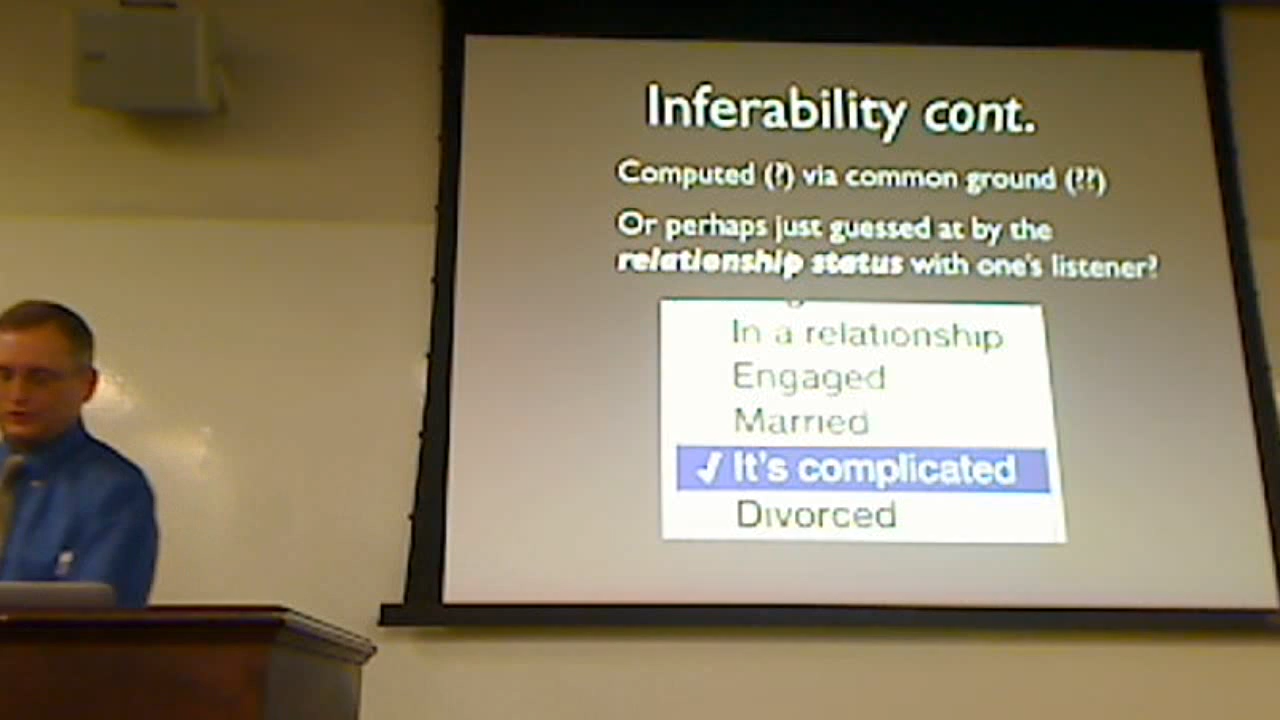 Inferability cont.
Computed (?) via common ground (??)
Or perhaps just guessed at by the
relationship status with one's listener?
In a relationship
Engaged
Married
✓ It's complicated
Divorced